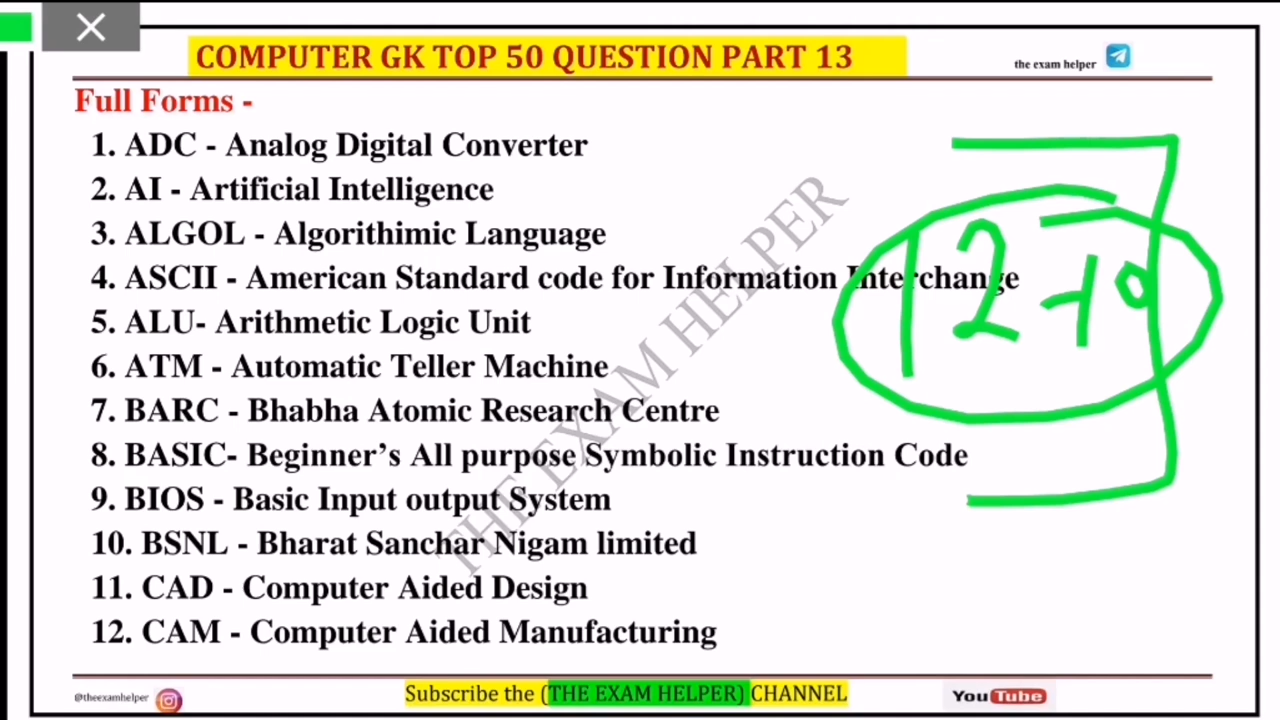 COMPUTER GK TOP 50 QUESTION PART 13
the exam helper
Full Forms -
1. ADC - Analog Digital Converter
2. AI - Artificial Intelligence
3. ALGOL - Algorithimic Language
4. ASCII - American Standard code for Information Interchange
5. ALU- Arithmetic Logic Unit
6. ATM - Automatic Teller Machine
7. BARC - Bhabha Atomic Research Centre
8. BASIC- Beginner’s All purpose Symbolic Instruction Code
9. BIOS - Basic Input output System
10. BSNL - Bharat Sanchar Nigam limited
11. CAD - Computer Aided Design
12. CAM - Computer Aided Manufacturing
THE EXAM HELPER
@theexamhelper
Subscribe the (THE EXAM HELPER) CHANNEL
YouTube